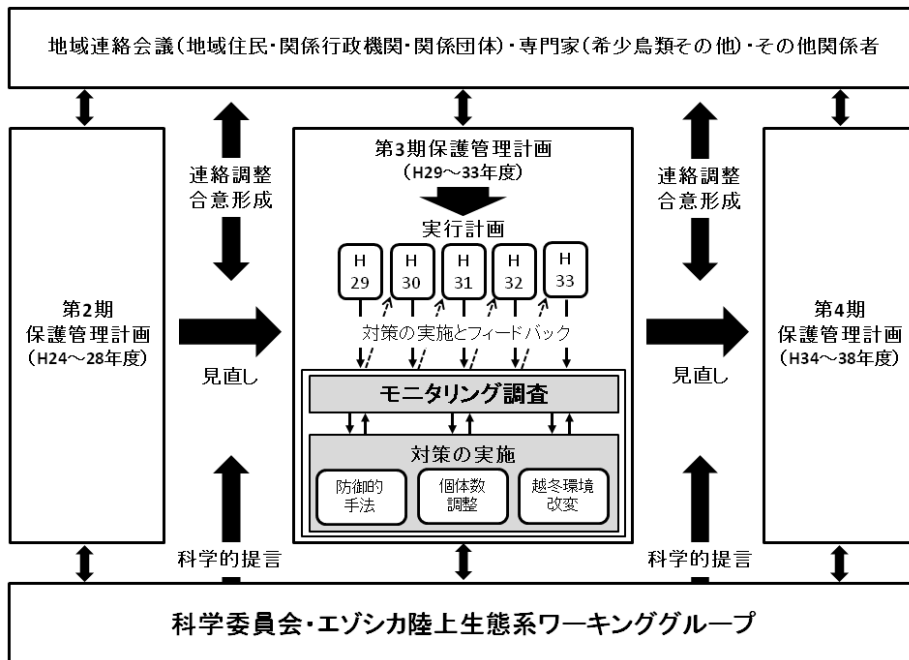 地域連絡会議(地域住民・関係行政機関・関係団体)・専門家(希少鳥類その他)・その他関係者
連絡調整
合意形成
第3期保護管理計画
(H29～33年度)
実行計画
H
29
H
30
H
31
H
32
H
33
対策の実施とフィードバック
モニタリング調査
対策の実施
防御的
手法
個体数
調整
越冬環境
改変
連絡調整
合意形成
第2期
保護管理計画
(H24～28年度)
見直し
見直し
第4期
保護管理計画
(H34～38年度)
科学的提言
科学的提言
科学委員会・エゾシカ陸上生態系ワーキンググループ